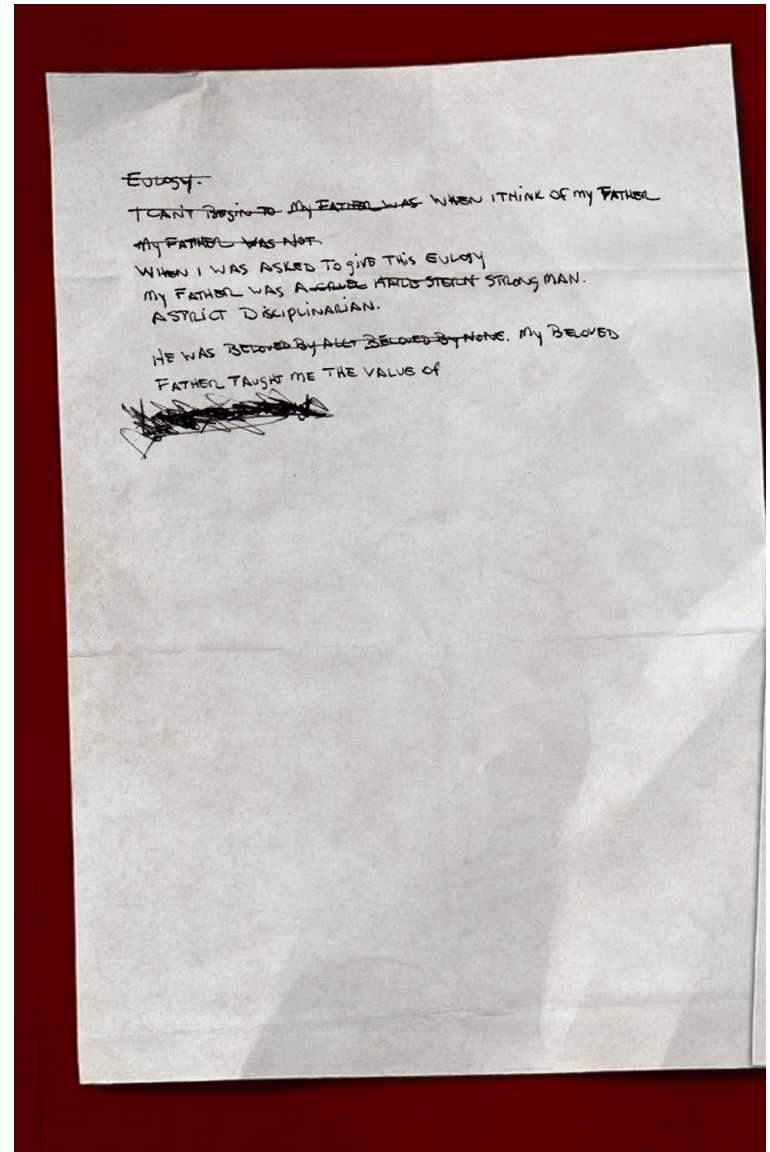 EULOGY.
I CAN'T BEGIN TO MY FATHER WAS WHEN I THINK OF MY FATHER
MY FATHER WAS NOT
WHEN I WAS ASKED TO GIVE THIS EULOGY
MY FATHER WAS A CRUEL HARD STERN STRONG MAN.
A STRICT DISCIPLINARIAN.
HE WAS BELOVED BY ALL BELOVED BY NONE. MY BELOVED
FATHER TAUGHT ME THE VALUE OF